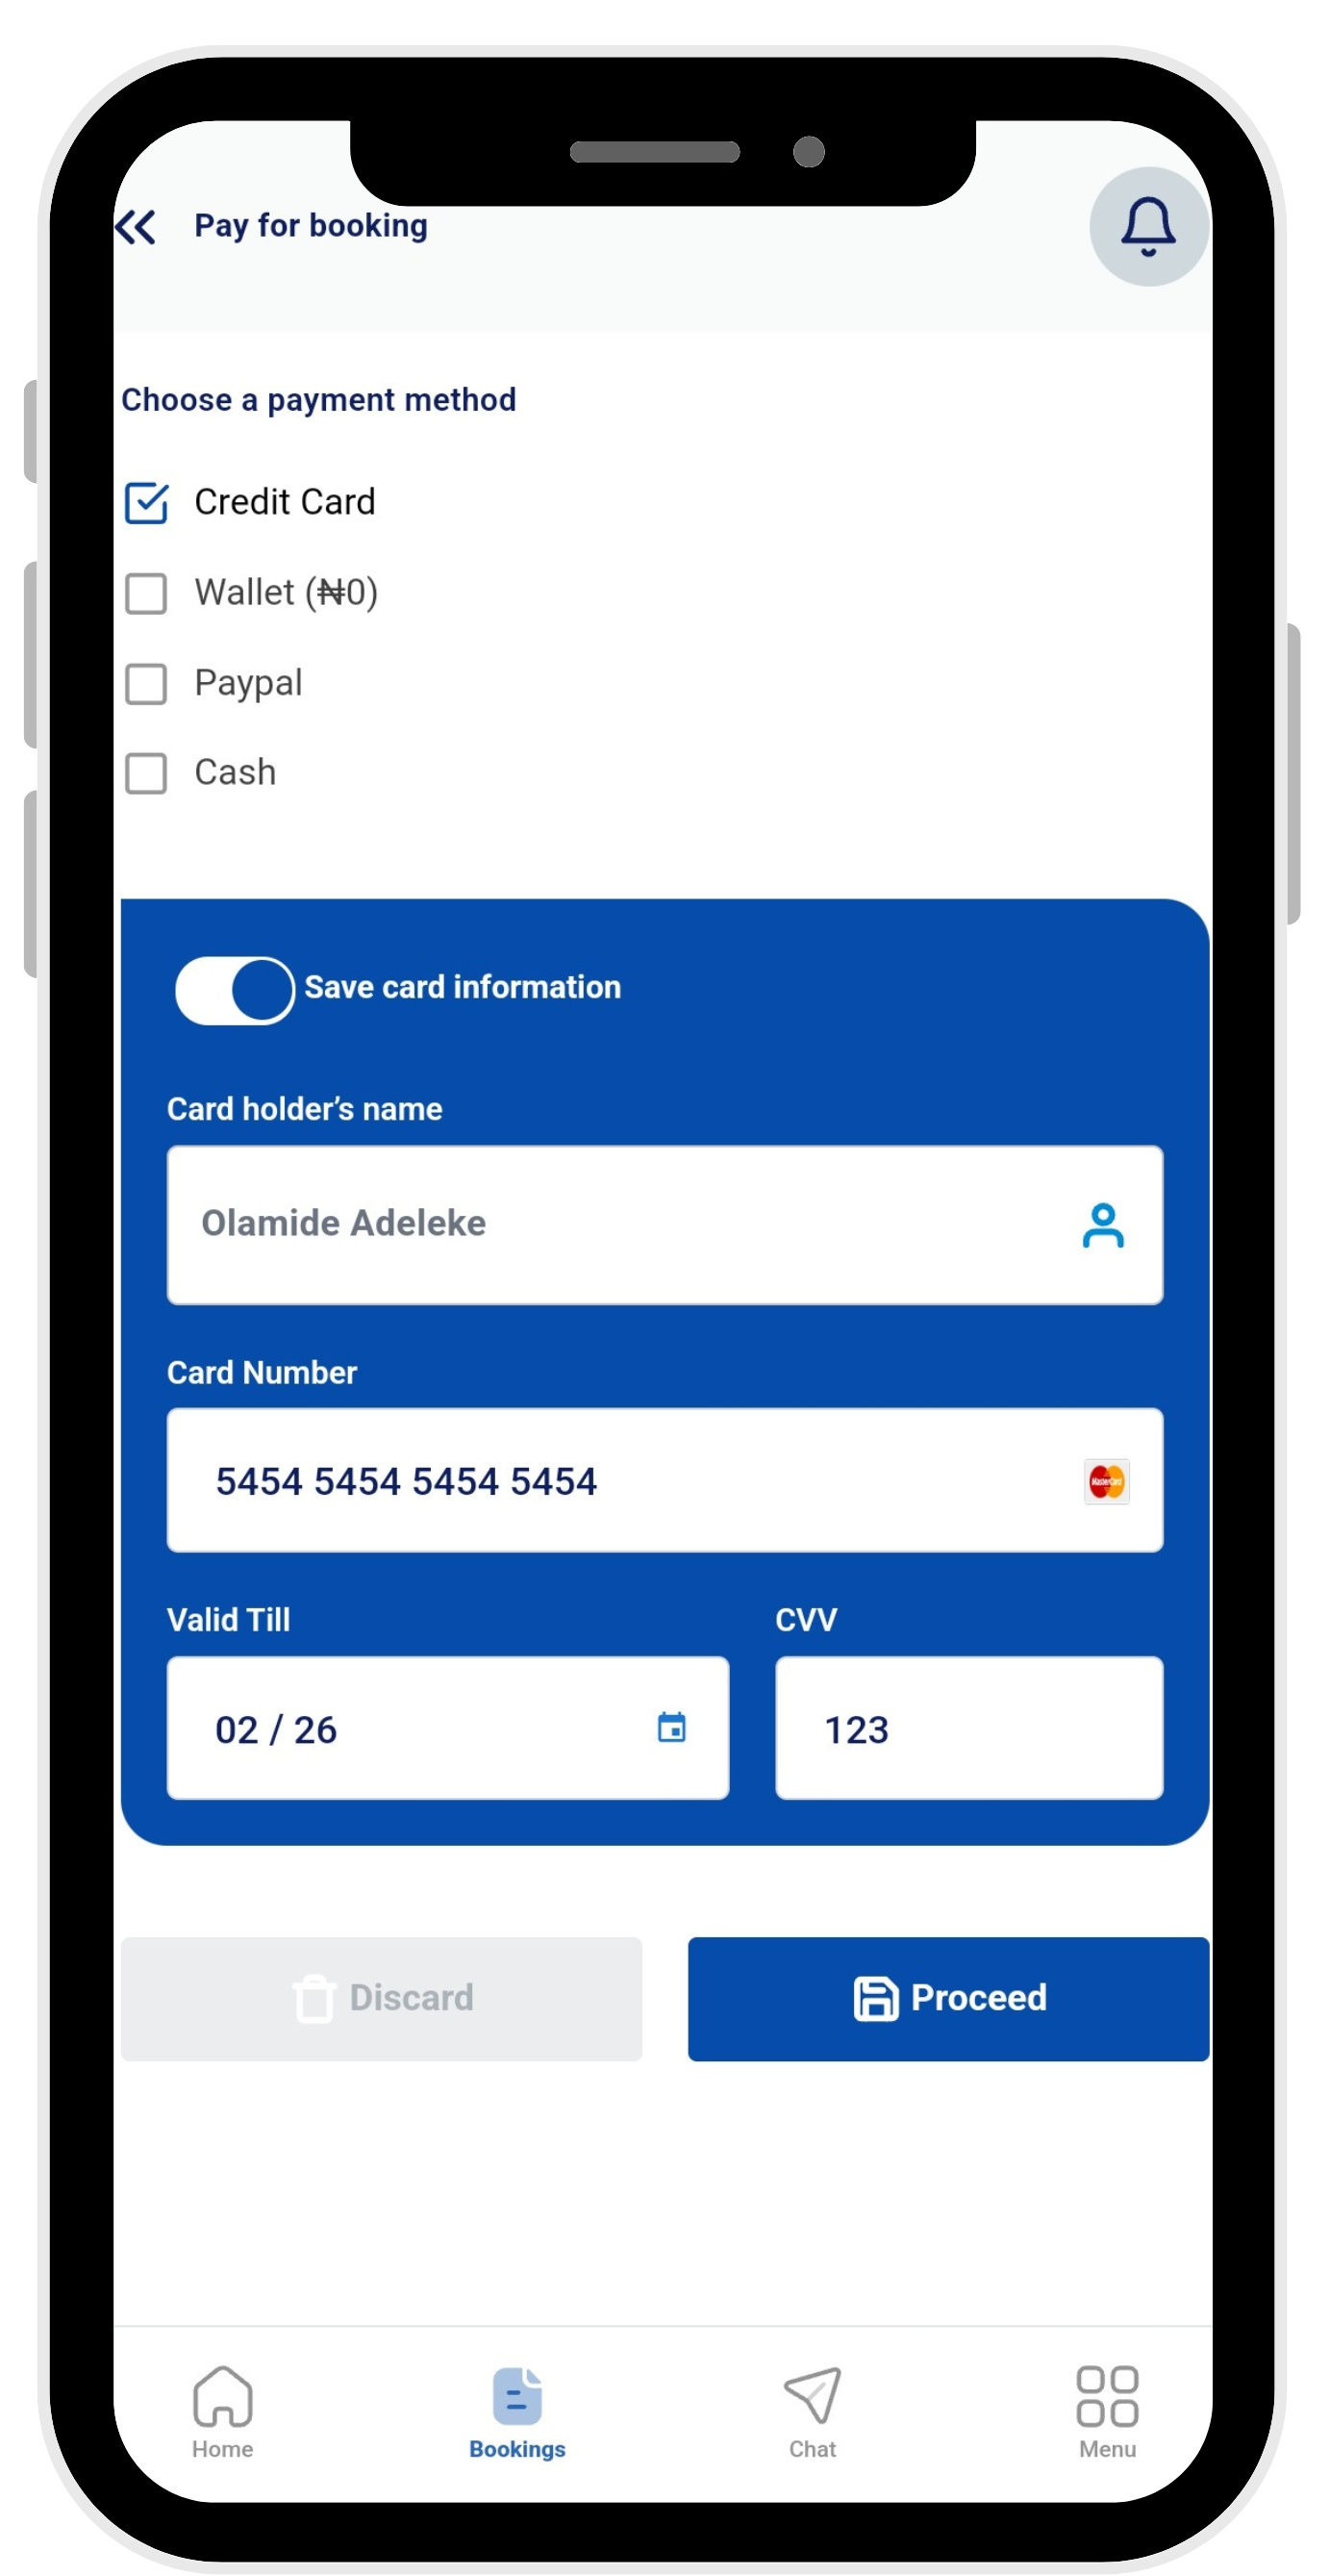 Pay for booking
Choose a payment method
Credit Card
Wallet (₦0)
Paypal
Cash
Save card information
Card holder’s name
Olamide Adeleke
Card Number
5454 5454 5454 5454
MasterCard
Valid Till
CVV
02 / 26
123
Discard
Proceed
Home
Bookings
Chat
Menu